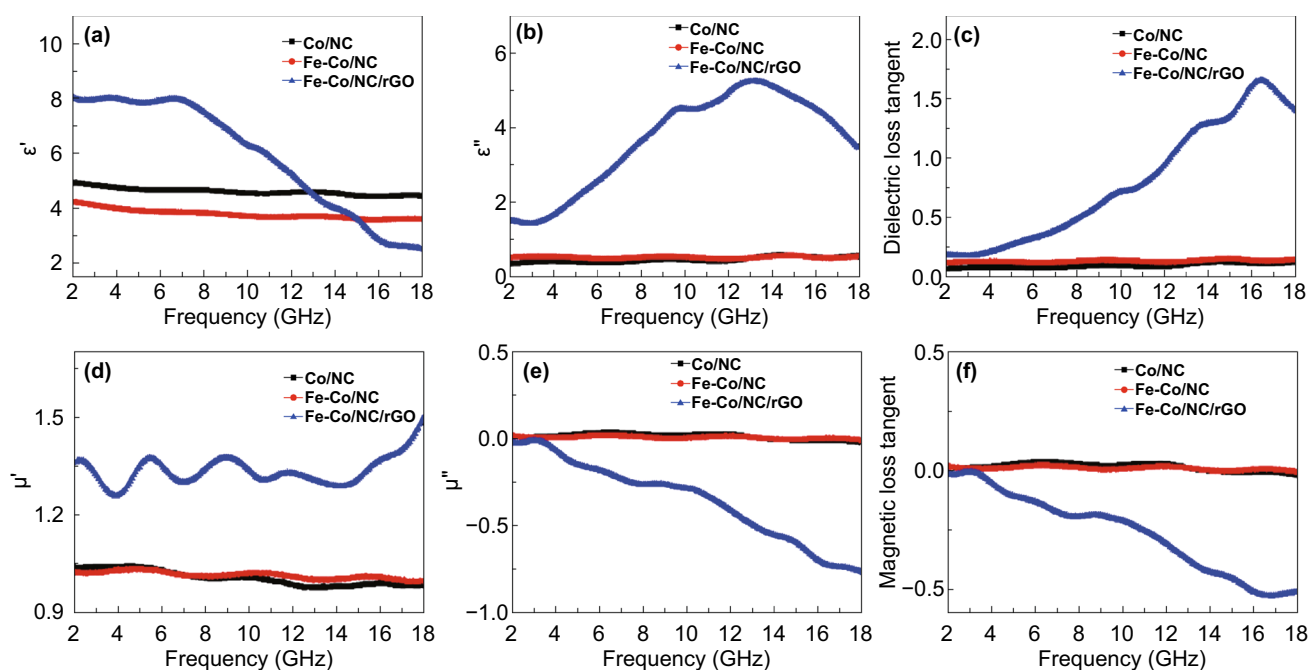 (a)
Co/NC
Fe-Co/NC
Fe-Co/NC/rGO
10
8
6
4
2
ε'
2 4 6 8 10 12 14 16 18
Frequency (GHz)
(b)
Co/NC
Fe-Co/NC
Fe-Co/NC/rGO
6
4
2
0
ε"
2 4 6 8 10 12 14 16 18
Frequency (GHz)
(c)
Co/NC
Fe-Co/NC
Fe-Co/NC/rGO
2.0
1.5
1.0
0.5
0.0
Dielectric loss tangent
2 4 6 8 10 12 14 16 18
Frequency (GHz)
(d)
Co/NC
Fe-Co/NC
Fe-Co/NC/rGO
1.5
1.2
0.9
μ'
2 4 6 8 10 12 14 16 18
Frequency (GHz)
(e)
Co/NC
Fe-Co/NC
Fe-Co/NC/rGO
0.5
0.0
−0.5
−1.0
μ"
2 4 6 8 10 12 14 16 18
Frequency (GHz)
(f)
Co/NC
Fe-Co/NC
Fe-Co/NC/rGO
0.5
0.0
−0.5
Magnetic loss tangent
2 4 6 8 10 12 14 16 18
Frequency (GHz)